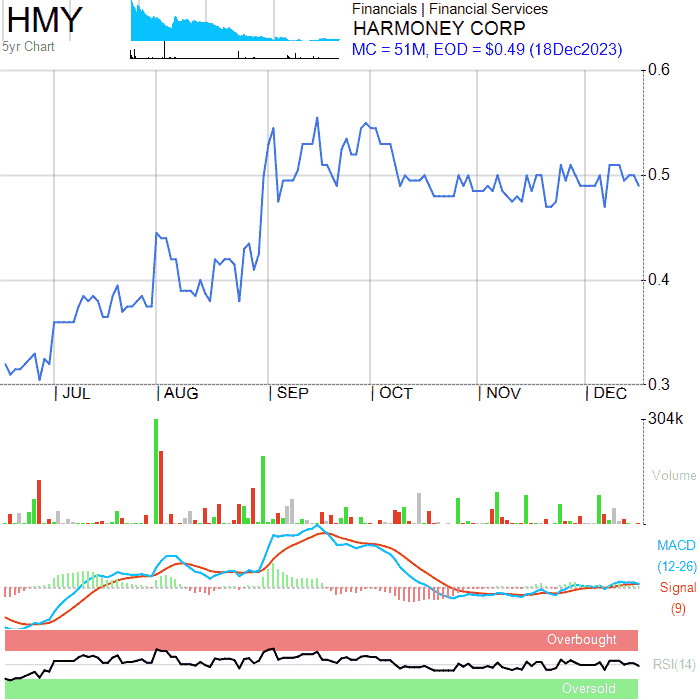 HMY
5yr Chart
Financials | Financial Services
HARMONEY CORP
MC = 51M, EOD = $0.49 (18Dec2023)
0.6
0.5
0.4
0.3
| JUL | AUG | SEP | OCT | NOV | DEC
304k
Volume
MACD
(12-26)
Signal
(9)
Overbought
RSI(14)
Oversold